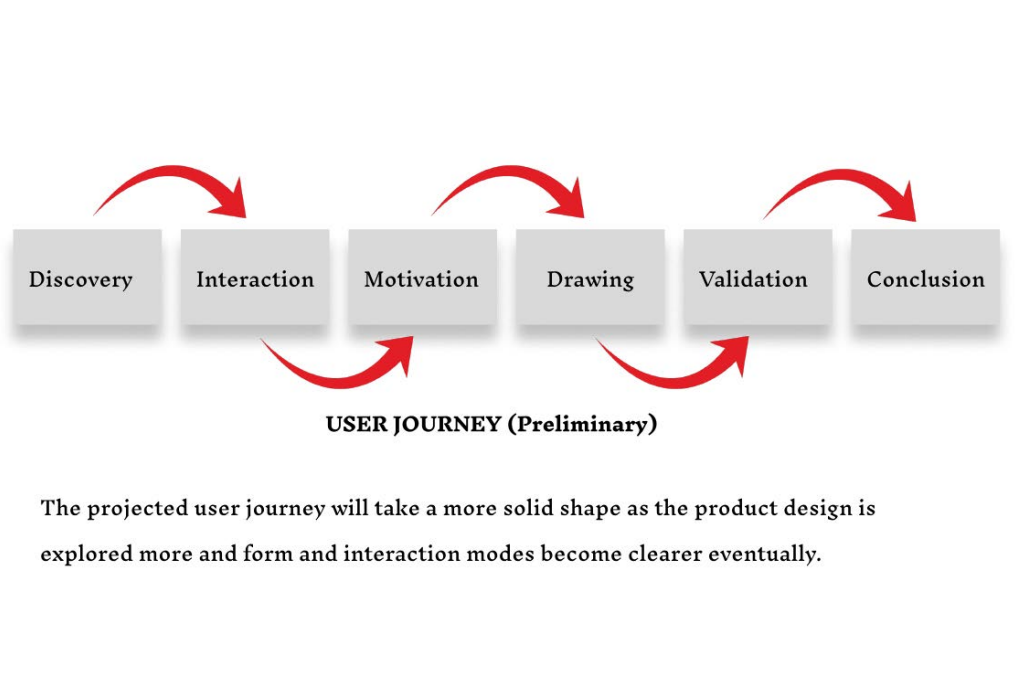 Discovery
Interaction
Motivation
Drawing
Validation
Conclusion
USER JOURNEY (Preliminary)
The projected user journey will take a more solid shape as the product design is
explored more and form and interaction modes become clearer eventually.